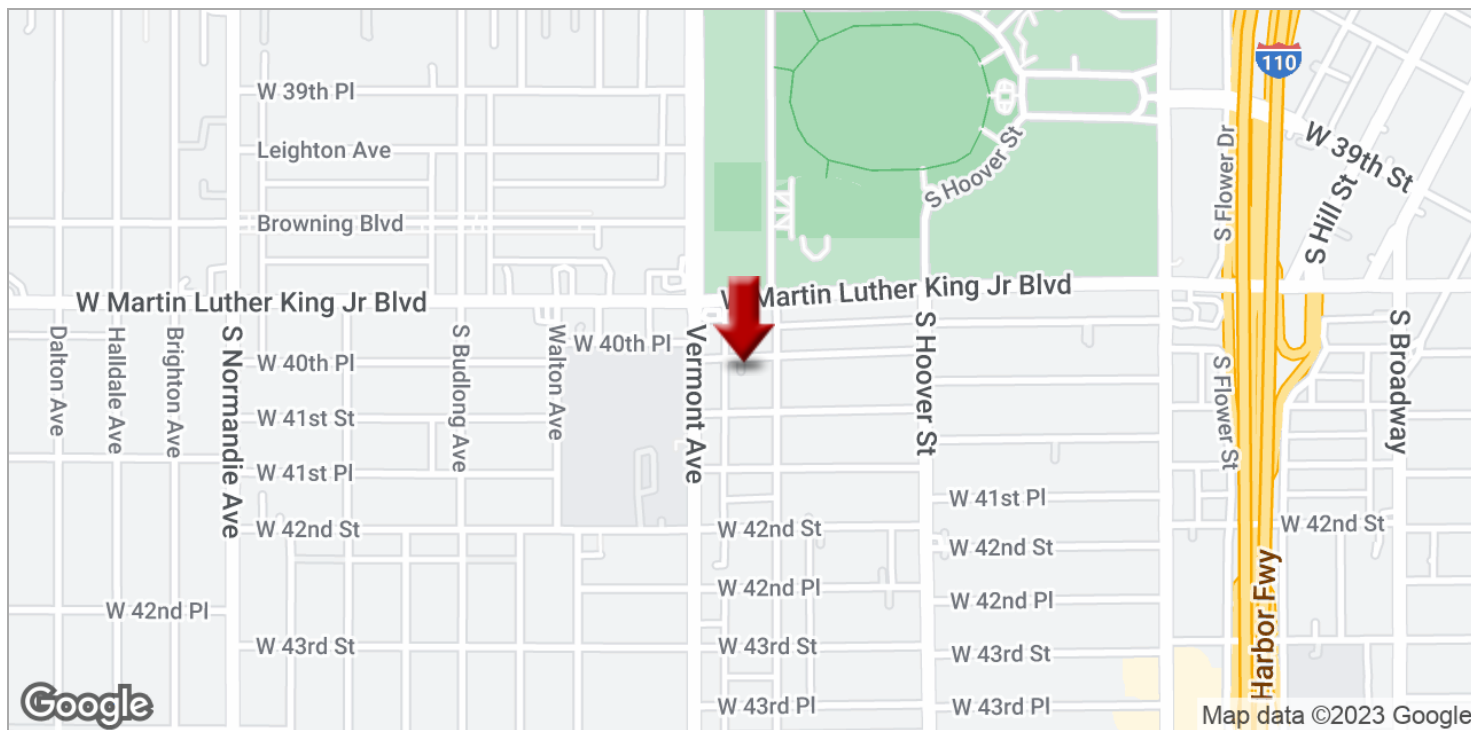 110
W 39th Pl
W 39th St
Leighton Ave
S Hoover St
S Flower Dr
S Hill St
Browning Blvd
W Martin Luther King Jr Blvd
Martin Luther King Jr Blvd
Dalton Ave
Halldale Ave
Brighton Ave
S Normandie Ave
W 40th Pl
S Budlong Ave
Walton Ave
W 40th Pl
Vermont Ave
S Hoover St
S Flower St
S Broadway
W 41st St
W 41st Pl
W 41st Pl
W 42nd St
W 42nd St
W 42nd St
W 42nd St
W 42nd Pl
W 42nd Pl
W 42nd Pl
Harbor Fwy
W 43rd St
W 43rd St
W 43rd St
W 43rd Pl
W 43rd Pl
Google
Map data ©2023 Google